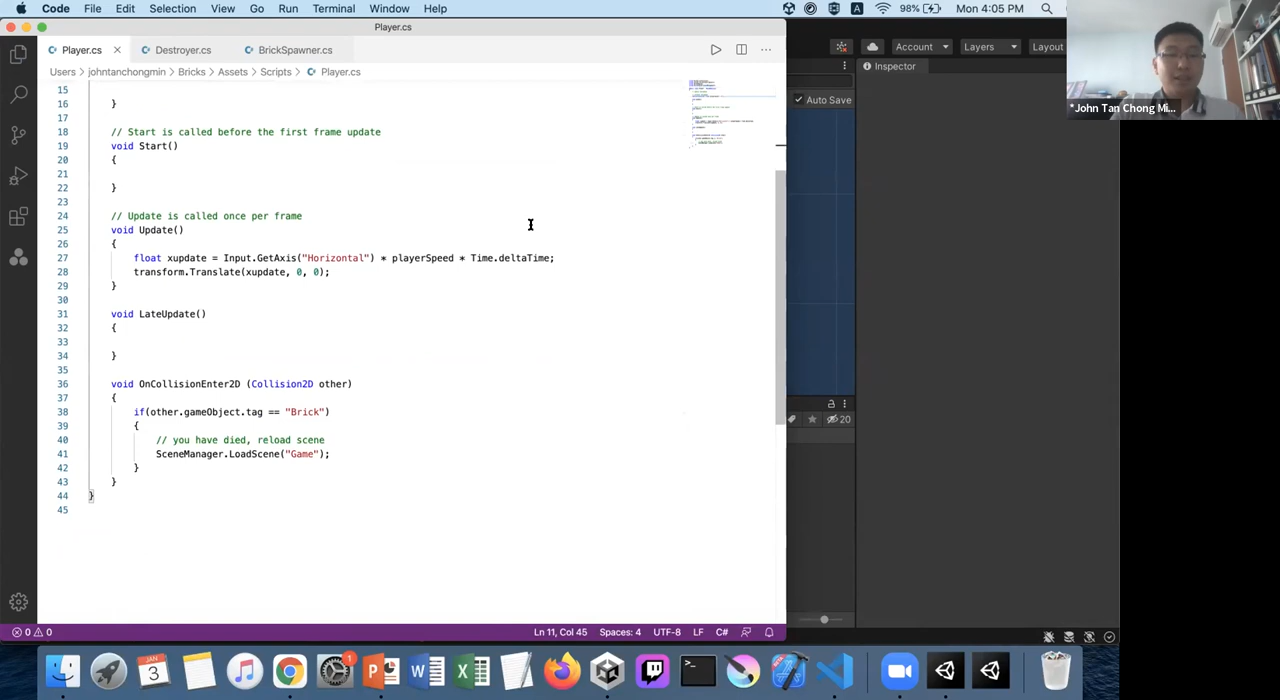 Code File Edit Selection View Go Run Terminal Window Help A 98% Mon 4:05 PM
Player.cs
Player.cs Destroyer.cs BrickSpawner.cs
Account Layers Layout
Users > johntanchongmin > Bricks > Assets > Scripts > Player.cs
Inspector
Auto Save
*John Tan Chong Mi...
15
16 }
17
18 // Start is called before the first frame update
19 void Start()
20 {
21
22 }
23
24 // Update is called once per frame
25 void Update()
26 {
27 float xupdate = Input.GetAxis("Horizontal") * playerSpeed * Time.deltaTime;
28 transform.Translate(xupdate, 0, 0);
29 }
30
31 void LateUpdate()
32 {
33
34 }
35
36 void OnCollisionEnter2D (Collision2D other)
37 {
38 if(other.gameObject.tag == "Brick")
39 {
40 // you have died, reload scene
41 SceneManager.LoadScene("Game");
42 }
43 }
44 }
45
20
0 0 Ln 11, Col 45 Spaces: 4 UTF-8 LF C#
JAN
3
1
P W X